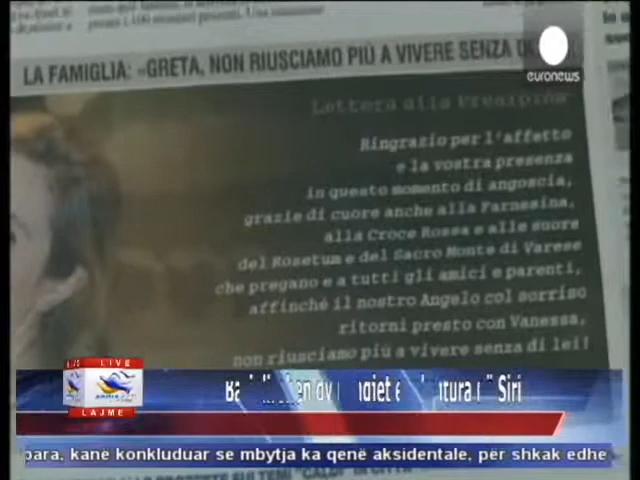 LA FAMIGLIA: «GRETA, NON RIUSCIAMO PIÙ A VIVERE SENZA DI
euronews
Lettera alla Prealpina
Ringrazio per l'affetto
e la vostra presenza
in questo momento di angoscia,
grazie di cuore anche alla Farnesina,
alla Croce Rossa e alle suore
del Rosetum e del Sacro Monte di Varese
che pregano e a tutti gli amici e parenti,
affinché il nostro Angelo col sorriso
ritorni presto con Vanessa,
non riusciamo più a vivere senza di lei!
LIVE
LAJME
Siri
para, kanë konkluduar se mbytja ka qenë aksidentale, për shkak edhe